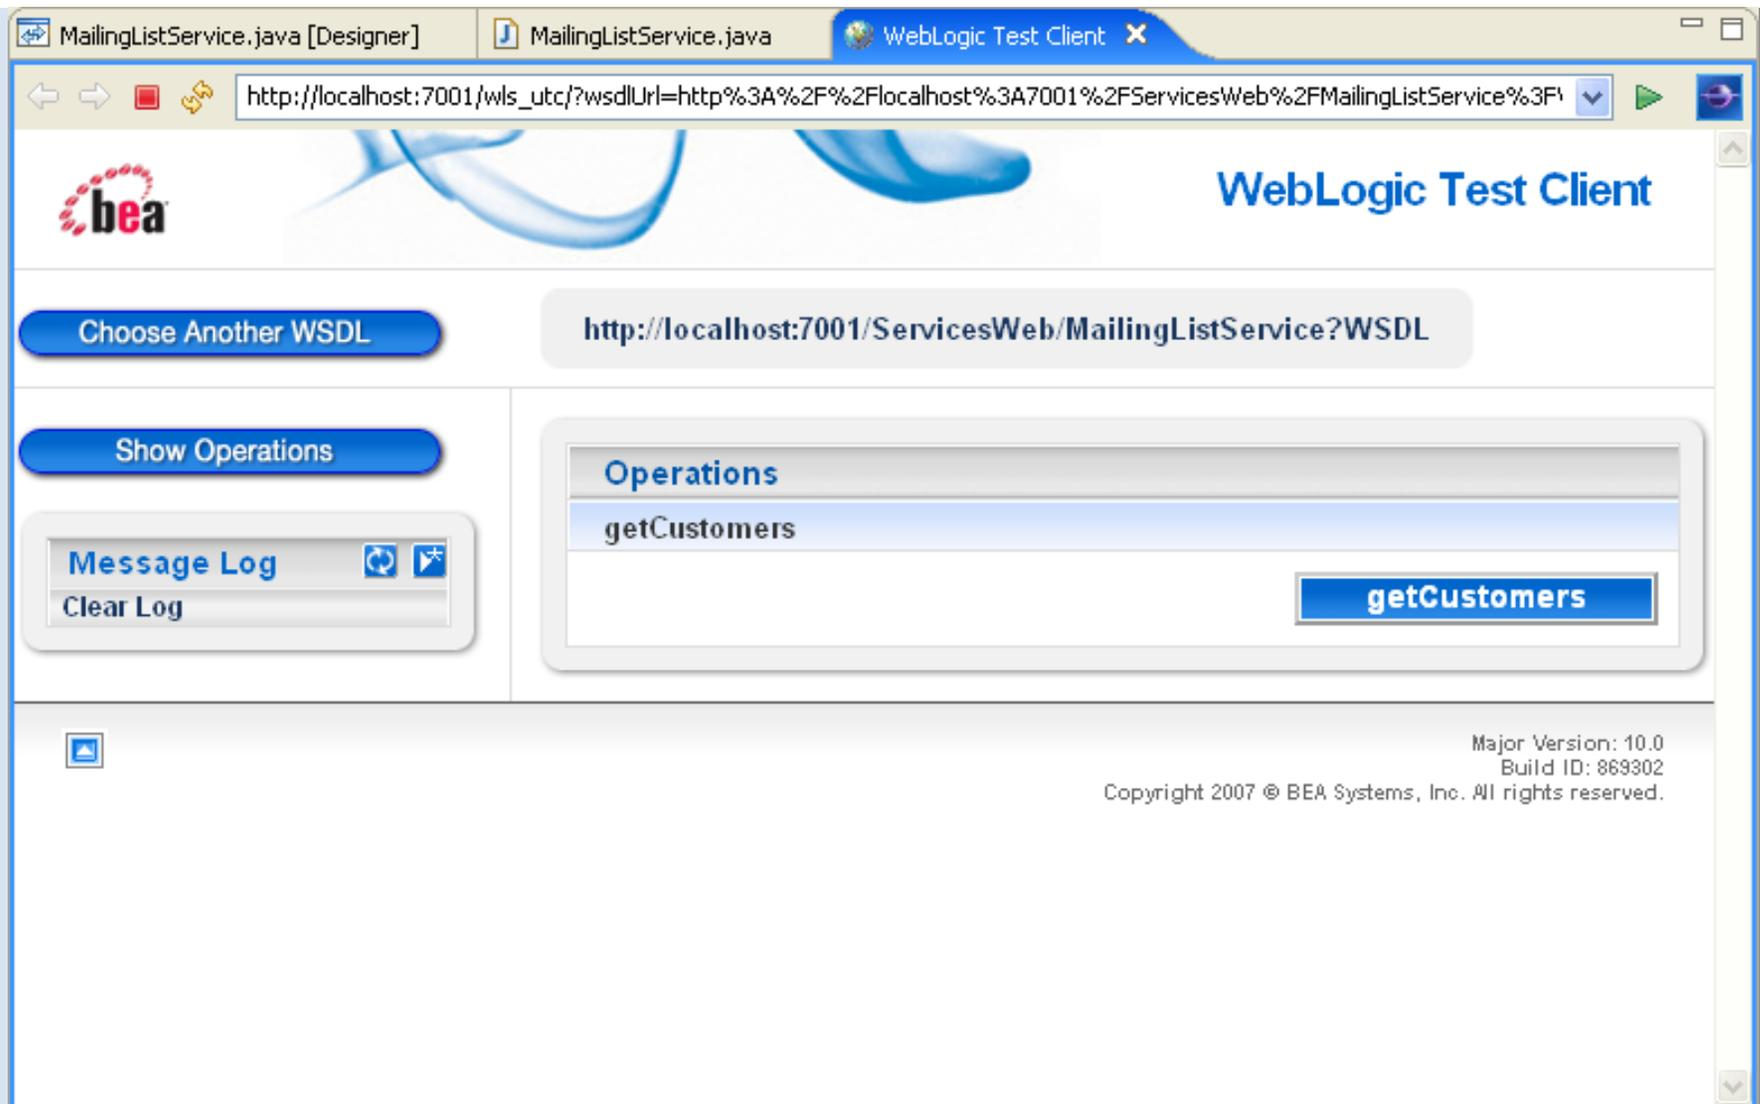 MailingListService.java [Designer]
MailingListService.java
WebLogic Test Client
http://localhost:7001/wls_utc/?wsdlUrl=http%3A%2F%2Flocalhost%3A7001%2FServicesWeb%2FMailingListService%3F
bea
WebLogic Test Client
Choose Another WSDL
http://localhost:7001/ServicesWeb/MailingListService?WSDL
Show Operations
Operations
getCustomers
Message Log
Clear Log
getCustomers
Major Version: 10.0
Build ID: 869302
Copyright 2007 © BEA Systems, Inc. All rights reserved.